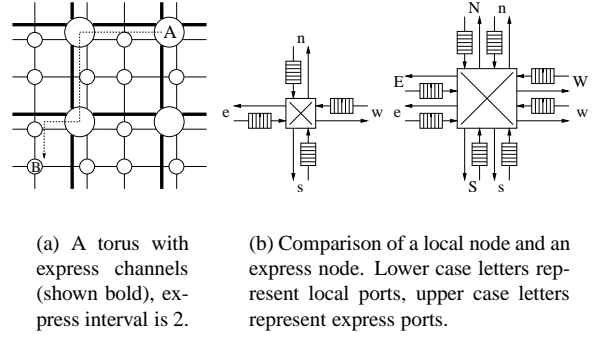 A
B
n
e
w
s
N
n
E
W
e
w
S
s
(a) A torus with
express channels
(shown bold), ex-
press interval is 2.
(b) Comparison of a local node and an
express node. Lower case letters rep-
resent local ports, upper case letters
represent express ports.